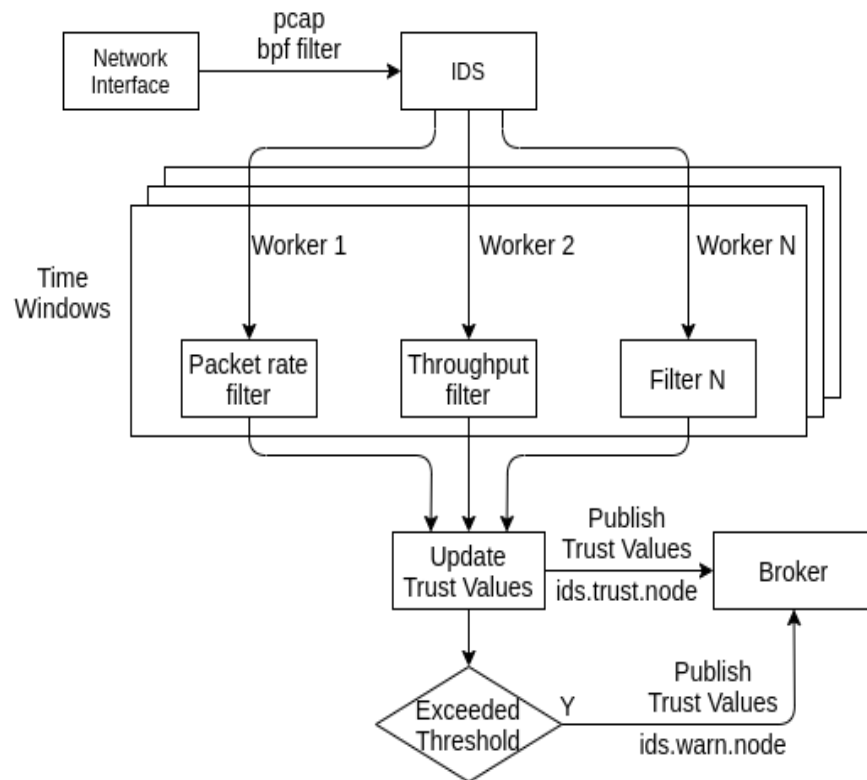 pcap
bpf filter
Network
Interface
IDS
Worker 1
Worker 2
Worker N
Time
Windows
Packet rate
filter
Throughput
filter
Filter N
Update
Trust Values
Publish
Trust Values
ids.trust.node
Broker
Exceeded
Threshold
Y
Publish
Trust Values
ids.warn.node